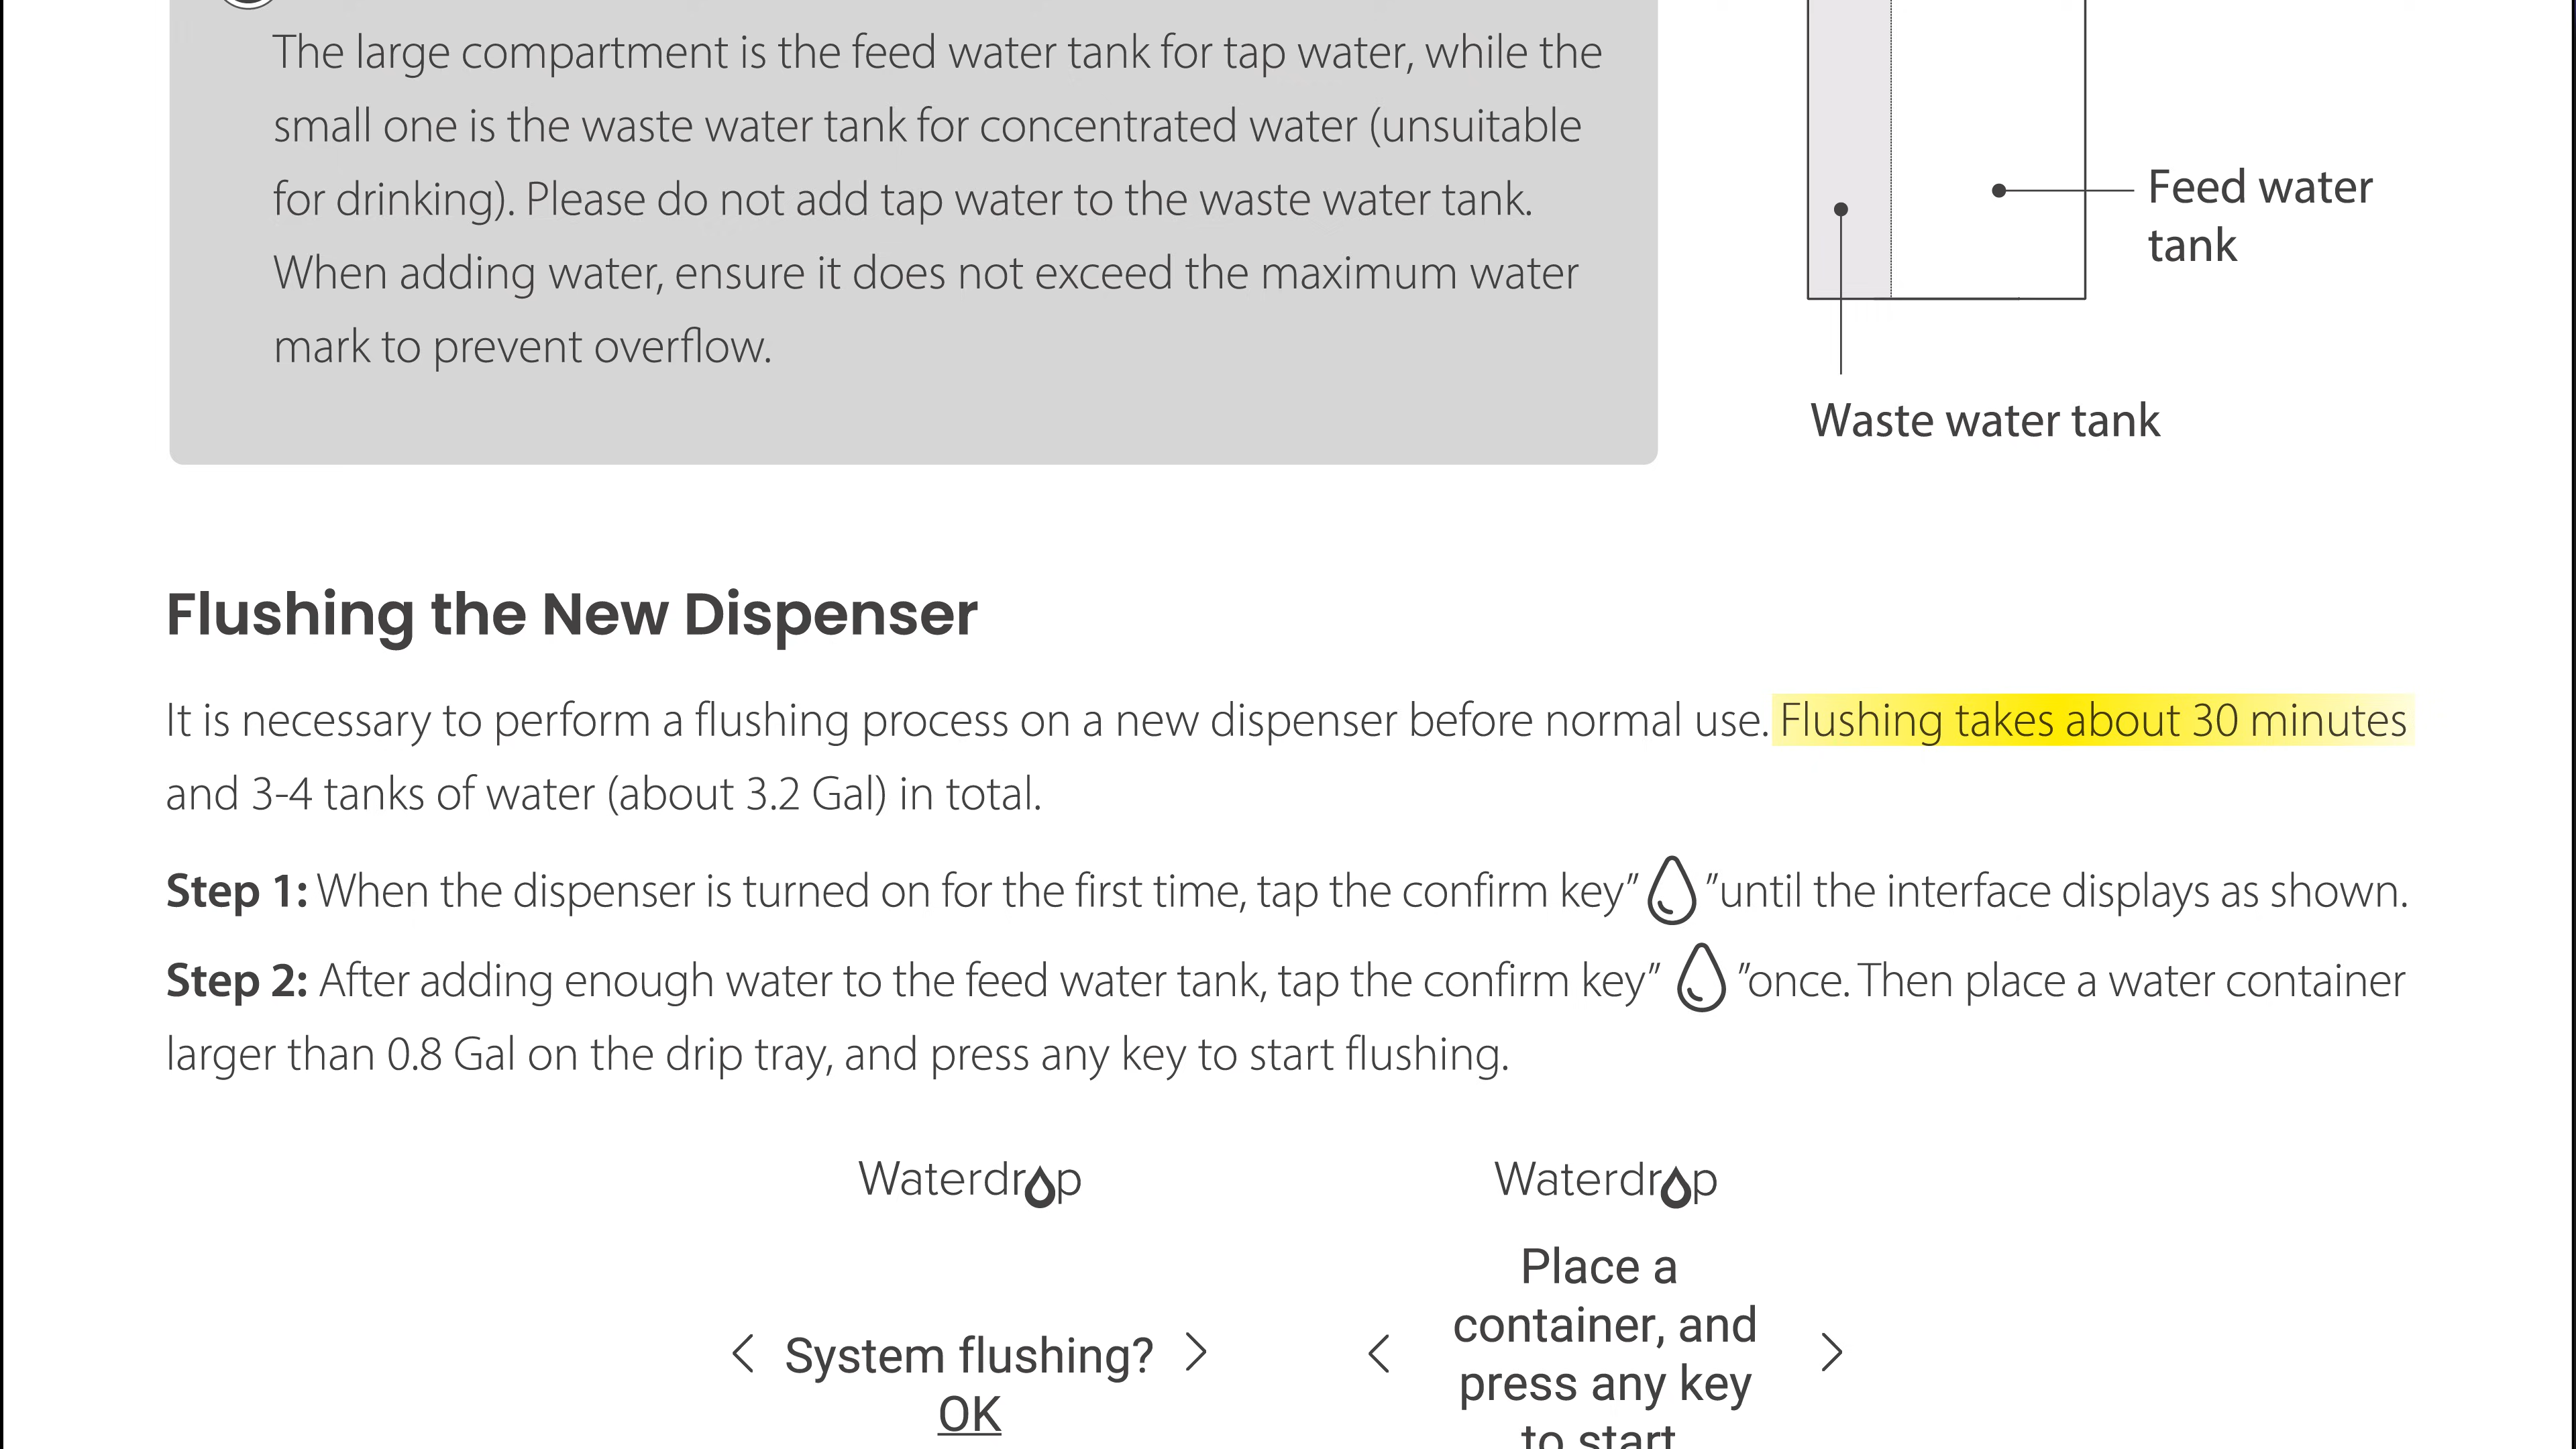 The large compartment is the feed water tank for tap water, while the
small one is the waste water tank for concentrated water (unsuitable
for drinking). Please do not add tap water to the waste water tank.
When adding water, ensure it does not exceed the maximum water
mark to prevent overflow.
Feed water
tank
Waste water tank
Flushing the New Dispenser
It is necessary to perform a flushing process on a new dispenser before normal use. Flushing takes about 30 minutes
and 3-4 tanks of water (about 3.2 Gal) in total.
Step 1: When the dispenser is turned on for the first time, tap the confirm key” ”until the interface displays as shown.
Step 2: After adding enough water to the feed water tank, tap the confirm key” ”once. Then place a water container
larger than 0.8 Gal on the drip tray, and press any key to start flushing.
Waterdrop
< System flushing? >
OK
Waterdrop
Place a
container, and
< >
press any key
to start